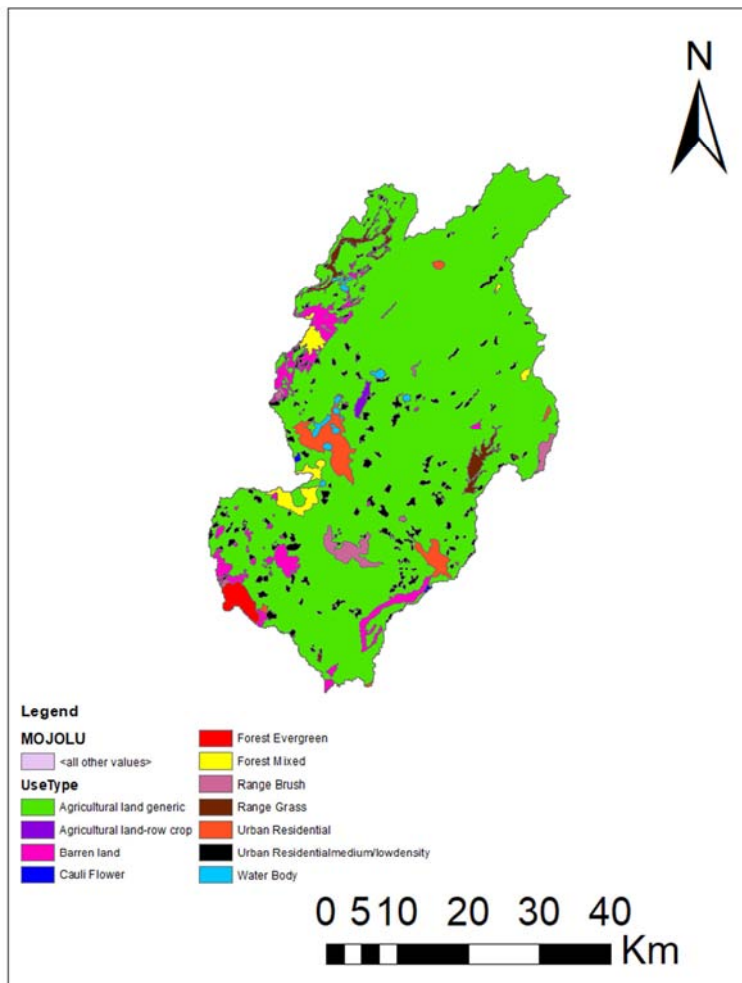 N
Legend
MOJOLU
<all other values>
UseType
Agricultural land generic
Agricultural land-row crop
Barren land
Cauli Flower
Forest Evergreen
Forest Mixed
Range Brush
Range Grass
Urban Residential
Urban Residentialmedium/lowdensity
Water Body
0 5 10 20 30 40
Km